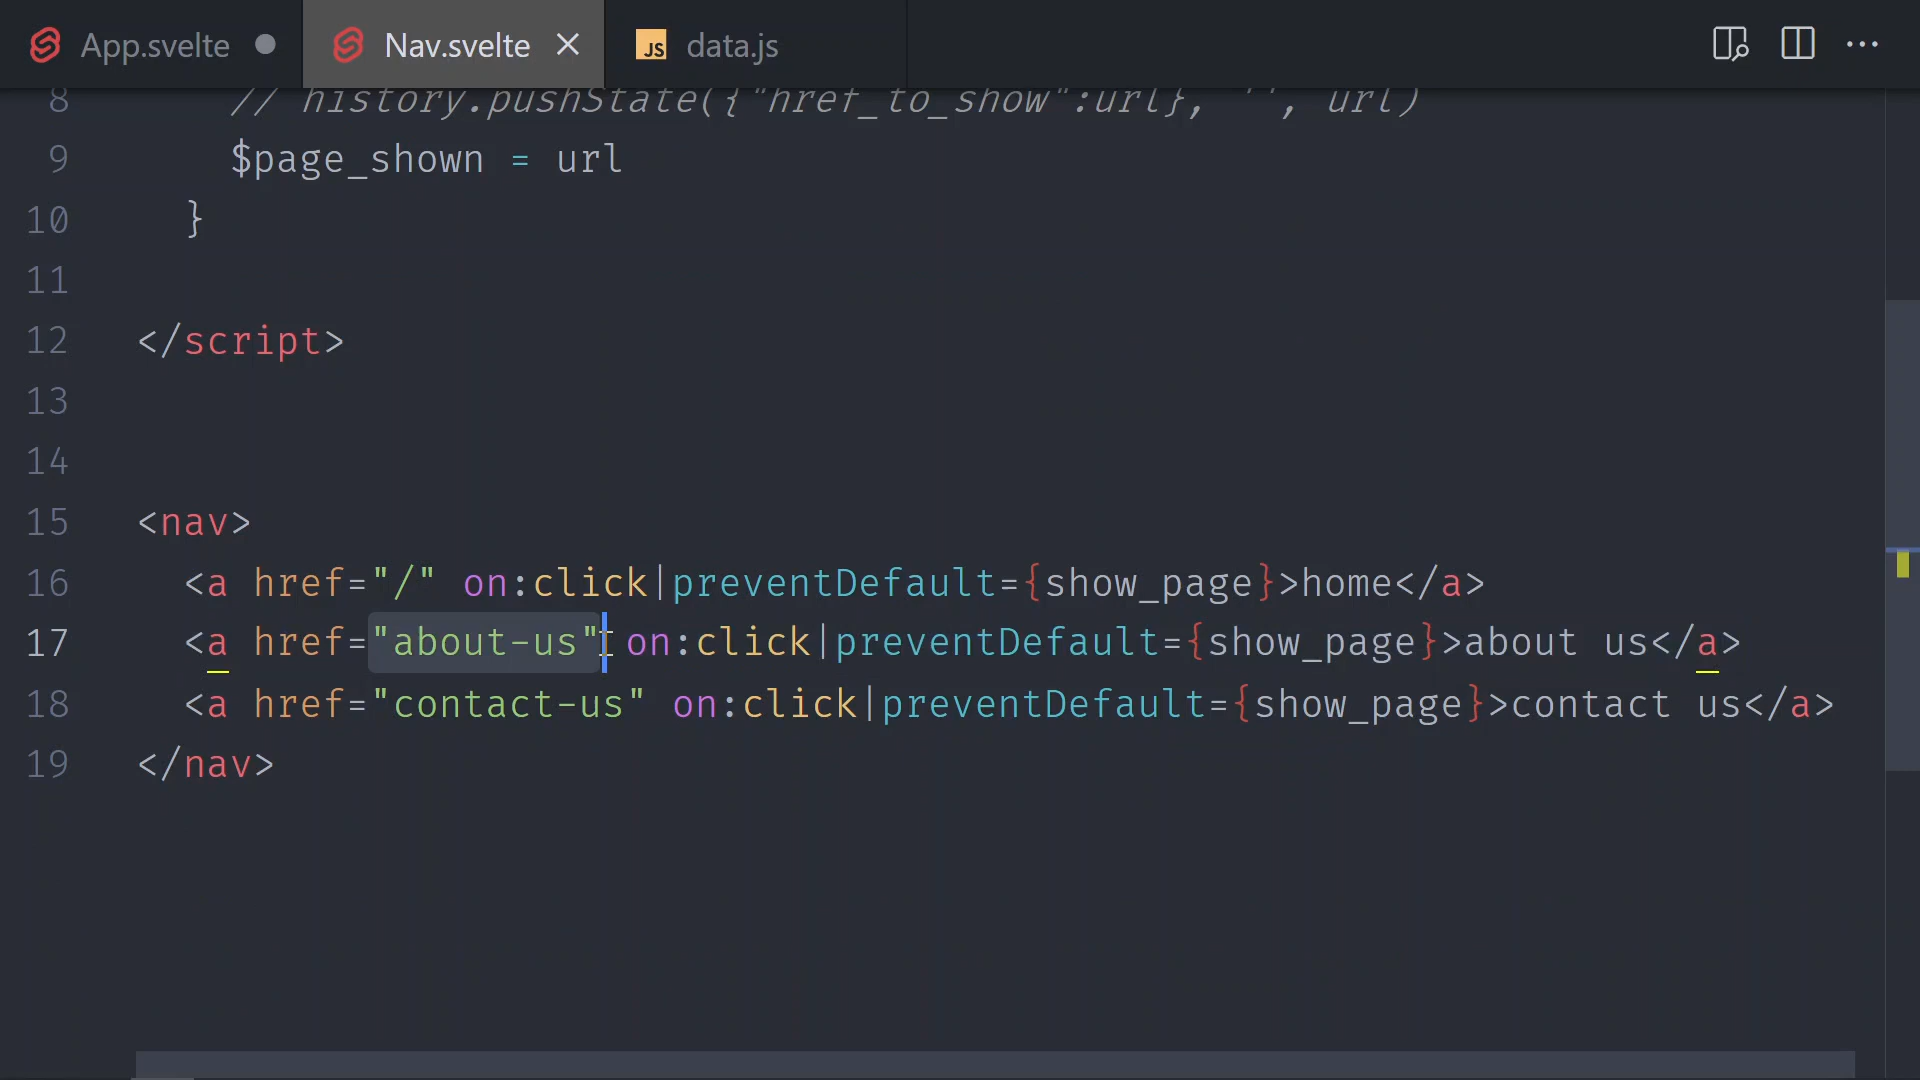 App.svelte Nav.svelte JS data.js
8 // history.pushState({"href_to_show":url}, '', url)
9 $page_shown = url
10 }
11
12 </script>
13
14
15 <nav>
16 <a href="/" on:click|preventDefault={show_page}>home</a>
17 <a href="about-us" on:click|preventDefault={show_page}>about us</a>
18 <a href="contact-us" on:click|preventDefault={show_page}>contact us</a>
19 </nav>